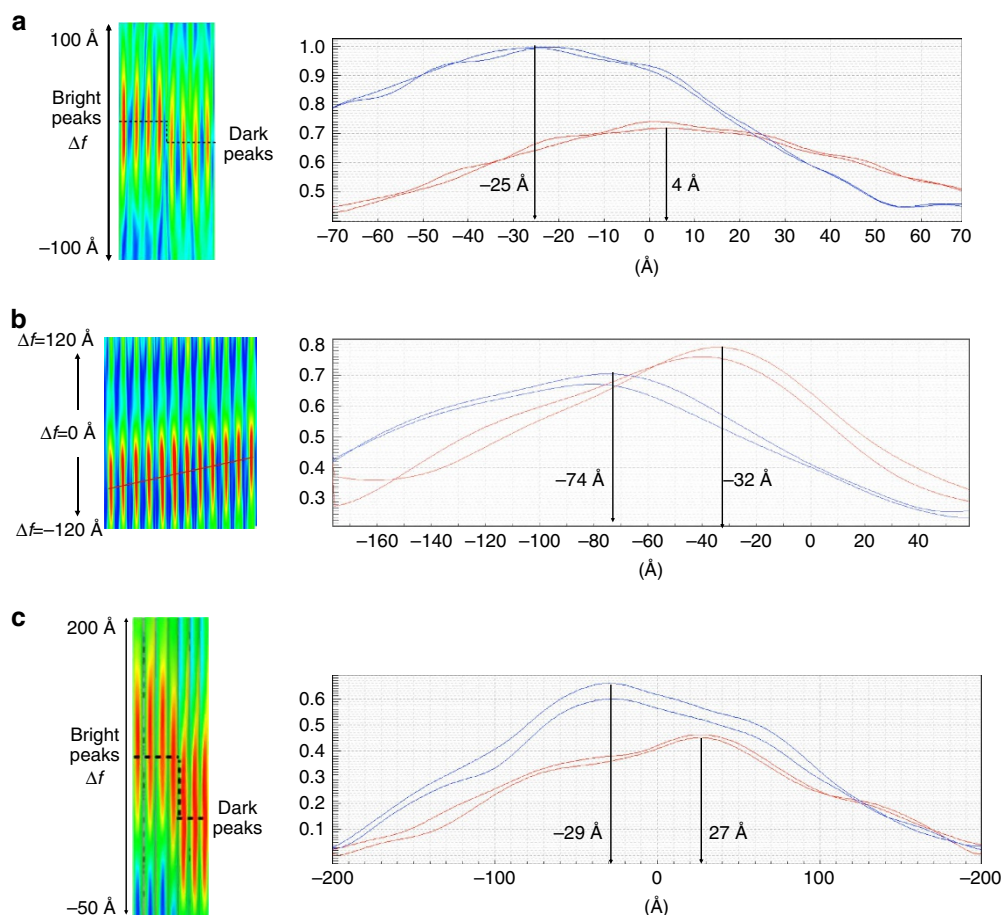 a
100 Å
Bright
peaks
Δf
Dark
peaks
−100 Å
1.0
0.9
0.8
0.7
0.6
0.5
−25 Å
4 Å
−70 −60 −50 −40 −30 −20 −10 0 10 20 30 40 50 60 70
(Å)
b
Δf=120 Å
Δf=0 Å
Δf=−120 Å
0.8
0.7
0.6
0.5
0.4
0.3
−74 Å
−32 Å
−160 −140 −120 −100 −80 −60 −40 −20 0 20 40
(Å)
c
200 Å
Bright
peaks
Δf
Dark
peaks
−50 Å
0.6
0.5
0.4
0.3
0.2
0.1
−29 Å
27 Å
−200 −100 0 100 −200
(Å)